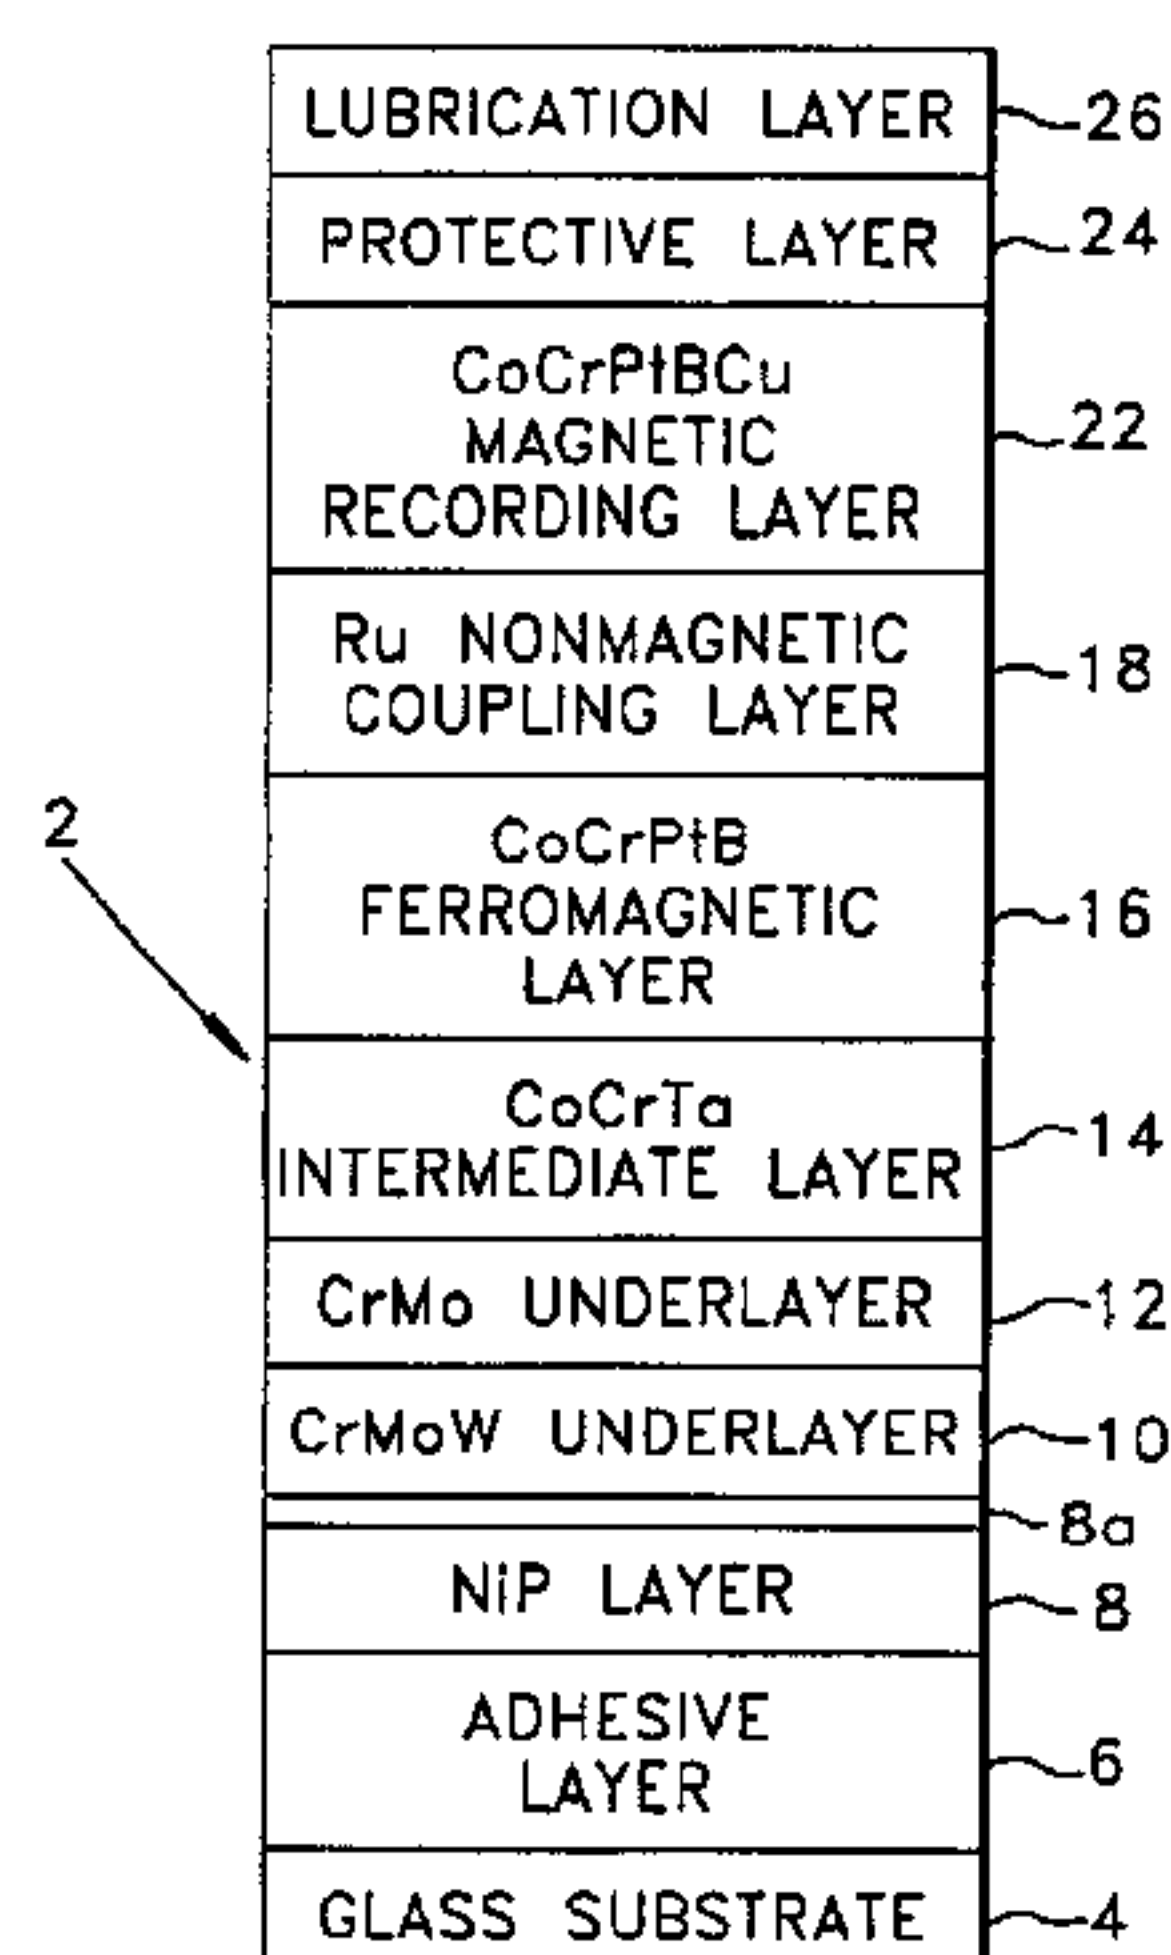 LUBRICATION LAYER 26
PROTECTIVE LAYER 24
CoCrPtBCu
MAGNETIC 22
RECORDING LAYER
Ru NONMAGNETIC
COUPLING LAYER 18
2
CoCrPtB
FERROMAGNETIC 16
LAYER
CoCrTa
INTERMEDIATE LAYER 14
CrMo UNDERLAYER 12
CrMoW UNDERLAYER 10
8a
NiP LAYER 8
ADHESIVE
LAYER 6
GLASS SUBSTRATE 4